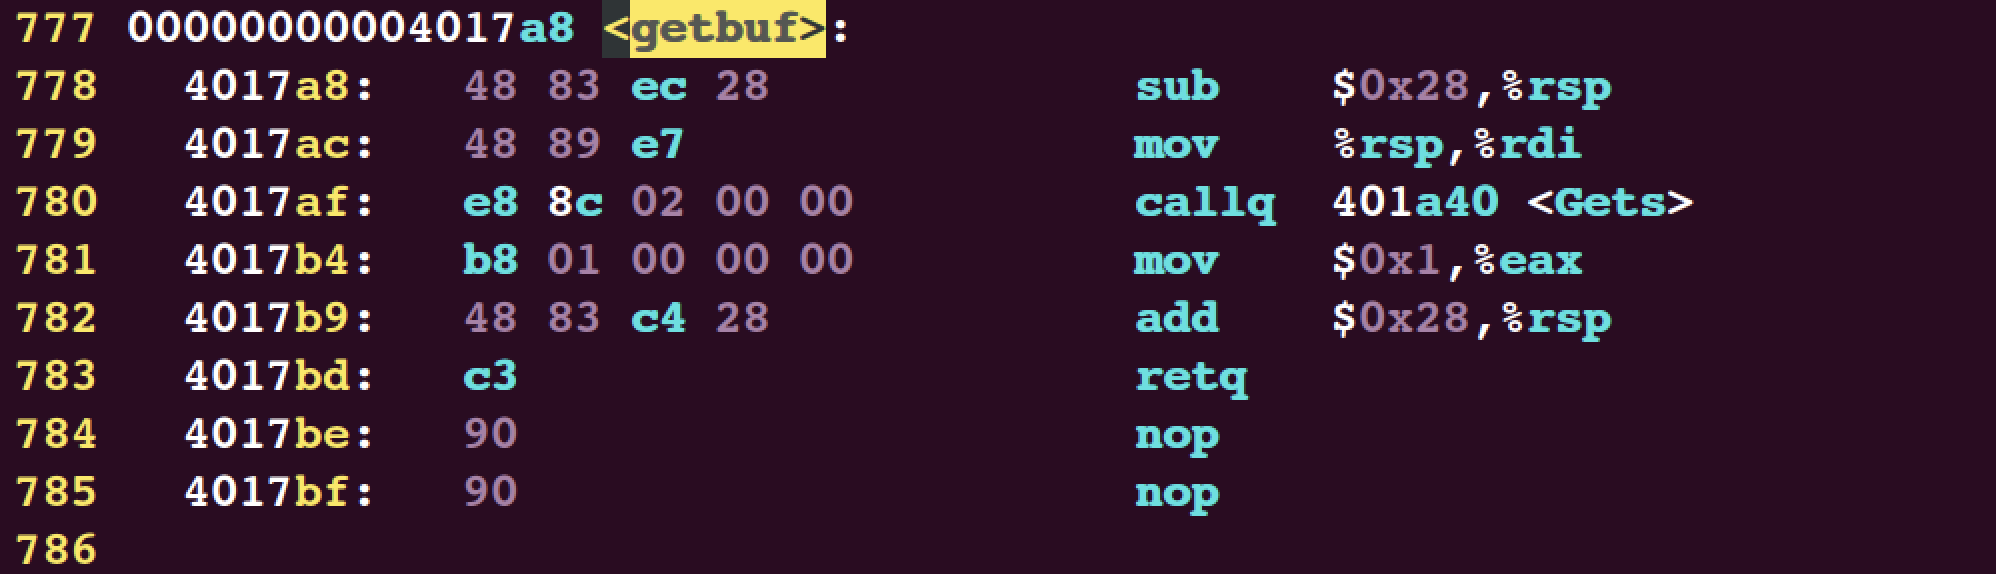 777 00000000004017a8 <getbuf>:
778   4017a8:   48 83 ec 28             sub    $0x28,%rsp
779   4017ac:   48 89 e7                mov    %rsp,%rdi
780   4017af:   e8 8c 02 00 00          callq  401a40 <Gets>
781   4017b4:   b8 01 00 00 00          mov    $0x1,%eax
782   4017b9:   48 83 c4 28             add    $0x28,%rsp
783   4017bd:   c3                      retq
784   4017be:   90                      nop
785   4017bf:   90                      nop
786